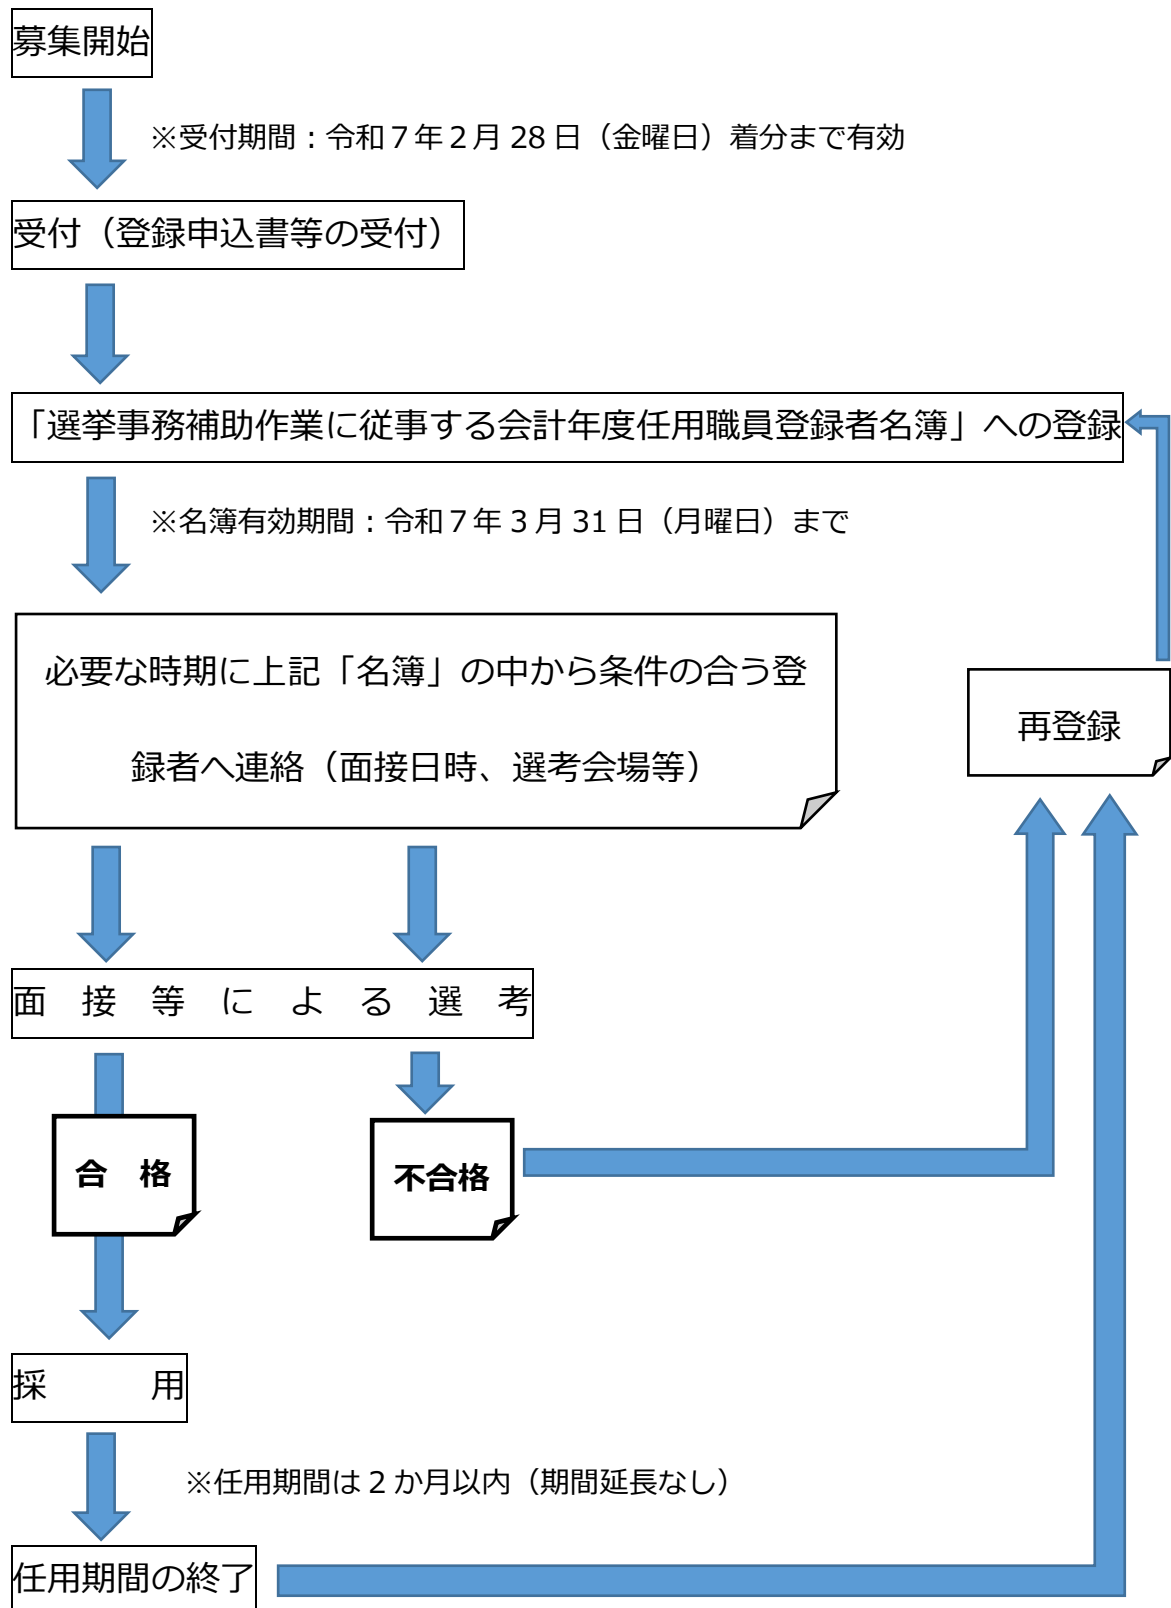 募集開始
※受付期間：令和７年２月 28 日（金曜日）着分まで有効
受付（登録申込書等の受付）
「選挙事務補助作業に従事する会計年度任用職員登録者名簿」への登録
※名簿有効期間：令和７年３月 31 日（月曜日）まで
必要な時期に上記「名簿」の中から条件の合う登
録者へ連絡（面接日時、選考会場等）
再登録
面　接　等　に　よ　る　選　考
合　格
不合格
採　　　用
※任用期間は２か月以内（期間延長なし）
任用期間の終了